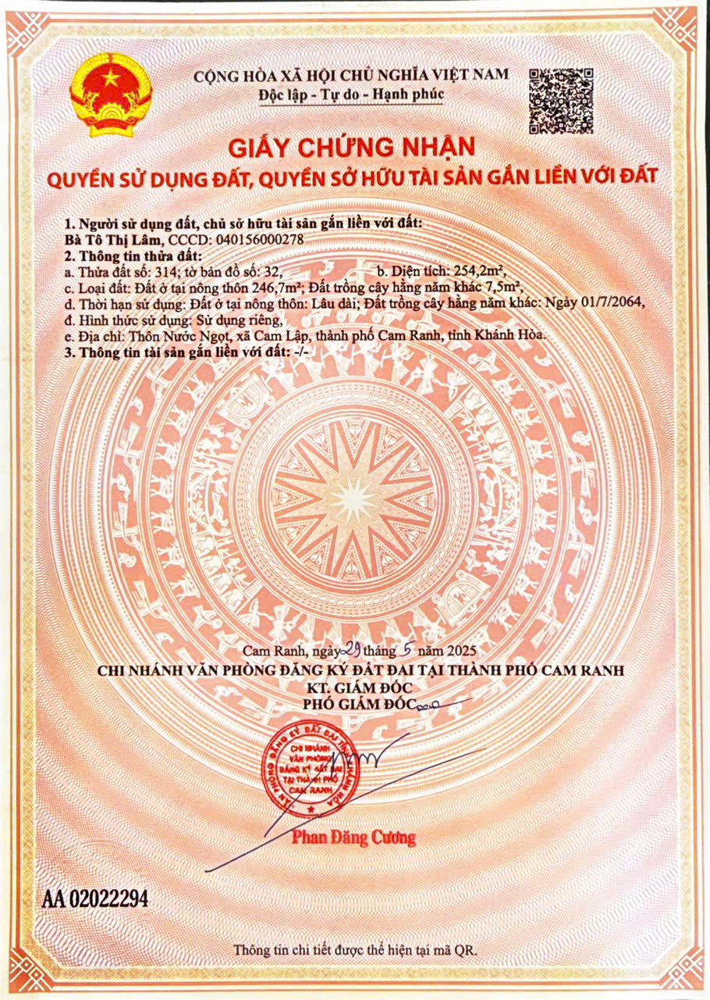 CỘNG HÒA XÃ HỘI CHỦ NGHĨA VIỆT NAM
Độc lập - Tự do - Hạnh phúc
GIẤY CHỨNG NHẬN
QUYỀN SỬ DỤNG ĐẤT, QUYỀN SỞ HỮU TÀI SẢN GẮN LIỀN VỚI ĐẤT
1. Người sử dụng đất, chủ sở hữu tài sản gắn liền với đất:
Bà Tô Thị Lâm, CCCD: 040156000278
2. Thông tin thửa đất:
a. Thửa đất số: 314; tờ bản đồ số: 32, b. Diện tích: 254,2m²,
c. Loại đất: Đất ở tại nông thôn 246,7m²; Đất trồng cây hằng năm khác 7,5m²,
d. Thời hạn sử dụng: Đất ở tại nông thôn: Lâu dài; Đất trồng cây hằng năm khác: Ngày 01/7/2064,
đ. Hình thức sử dụng: Sử dụng riêng,
e. Địa chỉ: Thôn Nước Ngọt, xã Cam Lập, thành phố Cam Ranh, tỉnh Khánh Hòa.
3. Thông tin tài sản gắn liền với đất: -/-
Cam Ranh, ngày 29 tháng 5 năm 2025
CHI NHÁNH VĂN PHÒNG ĐĂNG KÝ ĐẤT ĐAI TẠI THÀNH PHỐ CAM RANH
KT. GIÁM ĐỐC
PHÓ GIÁM ĐỐC
VĂN PHÒNG ĐĂNG KÝ ĐẤT ĐAI TỈNH KHÁNH HÒA
CHI NHÁNH
VĂN PHÒNG
ĐĂNG KÝ ĐẤT ĐAI
TẠI THÀNH PHỐ
CAM RANH
Phan Đăng Cương
AA 02022294
Thông tin chi tiết được thể hiện tại mã QR.